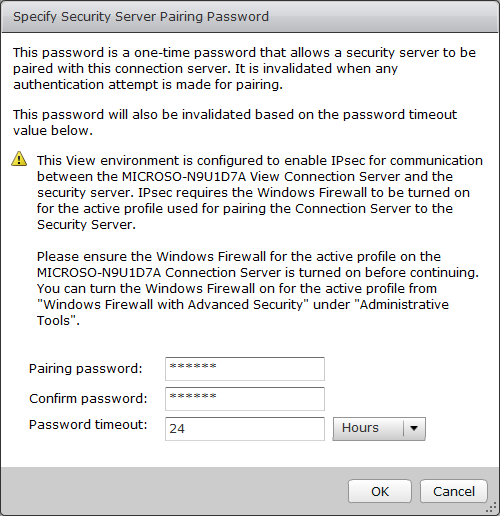 Specify Security Server Pairing Password
This password is a one-time password that allows a security server to be
paired with this connection server. It is invalidated when any
authentication attempt is made for pairing.
This password will also be invalidated based on the password timeout
value below.
This View environment is configured to enable IPsec for communication
between the MICROSO-N9U1D7A View Connection Server and the
security server. IPsec requires the Windows Firewall to be turned on
for the active profile used for pairing the Connection Server to the
Security Server.
Please ensure the Windows Firewall for the active profile on the
MICROSO-N9U1D7A Connection Server is turned on before continuing.
You can turn the Windows Firewall on for the active profile from
"Windows Firewall with Advanced Security" under "Administrative
Tools".
Pairing password: ******
Confirm password: ******
Password timeout: 24 Hours
OK Cancel